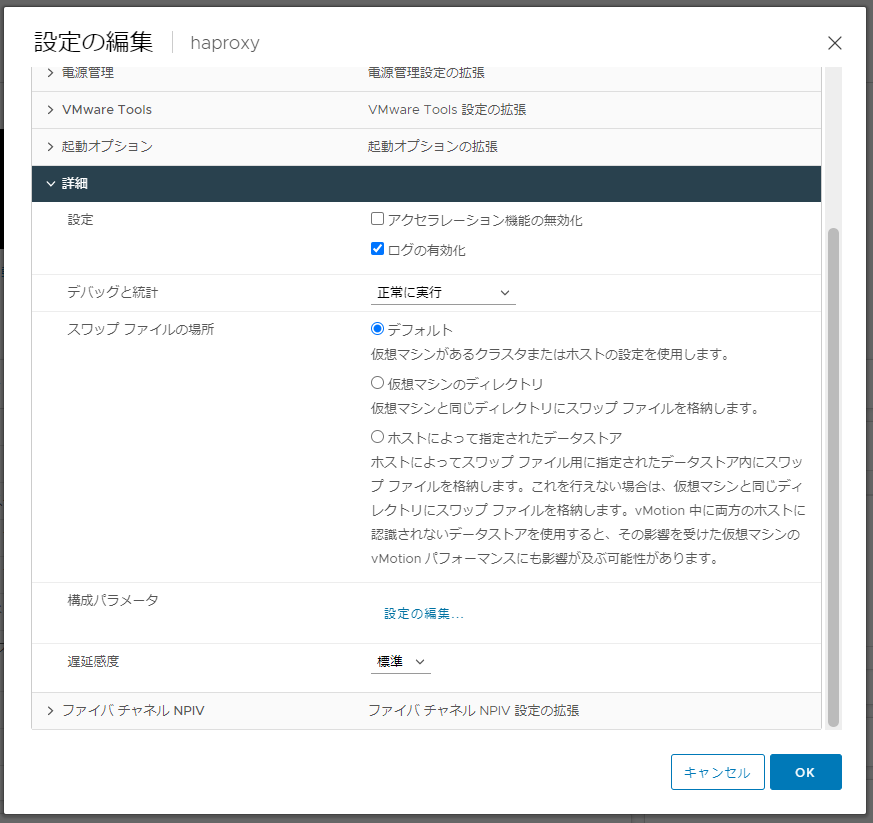 設定の編集 haproxy
電源管理 電源管理設定の拡張
VMware Tools VMware Tools 設定の拡張
起動オプション 起動オプションの拡張
詳細
設定 アクセラレーション機能の無効化
ログの有効化
デバッグと統計 正常に実行
スワップ ファイルの場所 デフォルト
仮想マシンがあるクラスタまたはホストの設定を使用します。
仮想マシンのディレクトリ
仮想マシンと同じディレクトリにスワップ ファイルを格納します。
ホストによって指定されたデータストア
ホストによってスワップ ファイル用に指定されたデータストア内にスワッ
プ ファイルを格納します。これを行えない場合は、仮想マシンと同じディ
レクトリにスワップ ファイルを格納します。vMotion 中に両方のホストに
認識されないデータストアを使用すると、その影響を受けた仮想マシンの
vMotion パフォーマンスにも影響が及ぶ可能性があります。
構成パラメータ
設定の編集...
遅延感度 標準
ファイバ チャネル NPIV ファイバ チャネル NPIV 設定の拡張
キャンセル OK